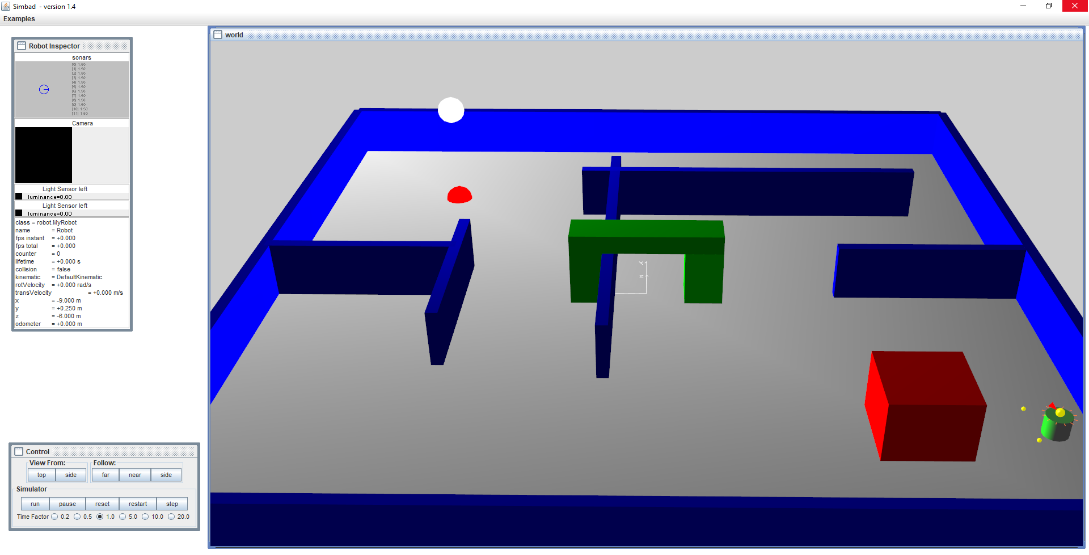 Simbad - version 1.4
Examples
Robot Inspector
sonars
Camera
Light Sensor left
luminance=0.00
Light Sensor left
luminance=0.00
class = robot.MyRobot
name = Robot
fps instant = +0.000
fps total = +0.000
counter = 0
lifetime = +0.000 s
collision = false
kinematic = DefaultKinematic
rotVelocity = +0.000 rad/s
transVelocity = +0.000 m/s
x = -9.000 m
y = +0.250 m
z = -6.000 m
odometer = +0.000 m
world
Control
View From:
Follow:
top side far near side
Simulator
run pause reset restart step
Time Factor 0.2 0.5 1.0 5.0 10.0 20.0